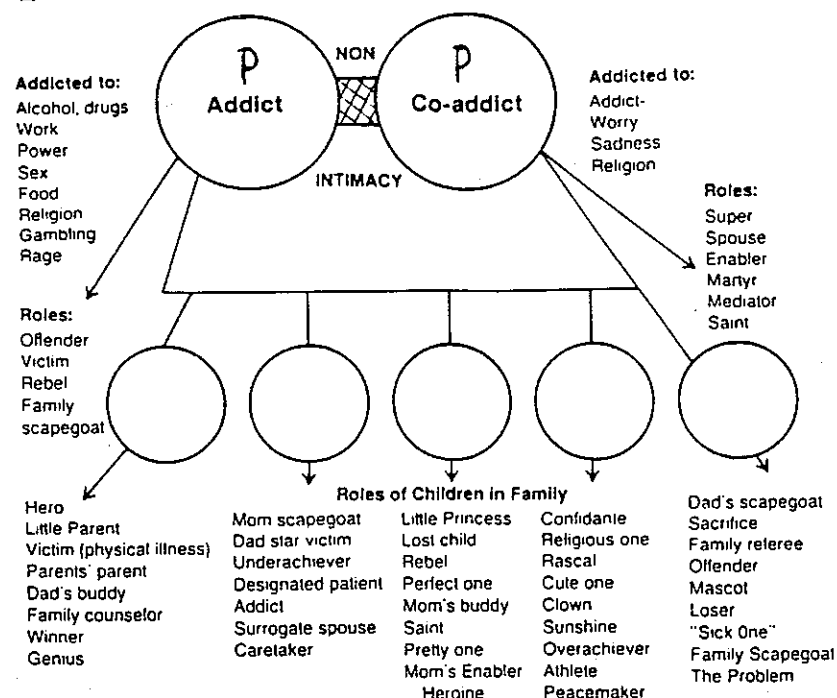 P
Addict
NON
INTIMACY
P
Co-addict
Addicted to:
Alcohol, drugs
Work
Power
Sex
Food
Religion
Gambling
Rage
Addicted to:
Addict-
Worry
Sadness
Religion
Roles:
Super
Spouse
Enabler
Martyr
Mediator
Saint
Roles:
Offender
Victim
Rebel
Family
scapegoat
Roles of Children in Family
Hero
Little Parent
Victim (physical illness)
Parents' parent
Dad's buddy
Family counselor
Winner
Genius
Mom scapegoat
Dad star victim
Underachiever
Designated patient
Addict
Surrogate spouse
Caretaker
Little Princess
Lost child
Rebel
Perfect one
Mom's buddy
Saint
Pretty one
Mom's Enabler
Heroine
Confidante
Religious one
Rascal
Cute one
Clown
Sunshine
Overachiever
Athlete
Peacemaker
Dad's scapegoat
Sacrifice
Family referee
Offender
Mascot
Loser
"Sick One"
Family Scapegoat
The Problem